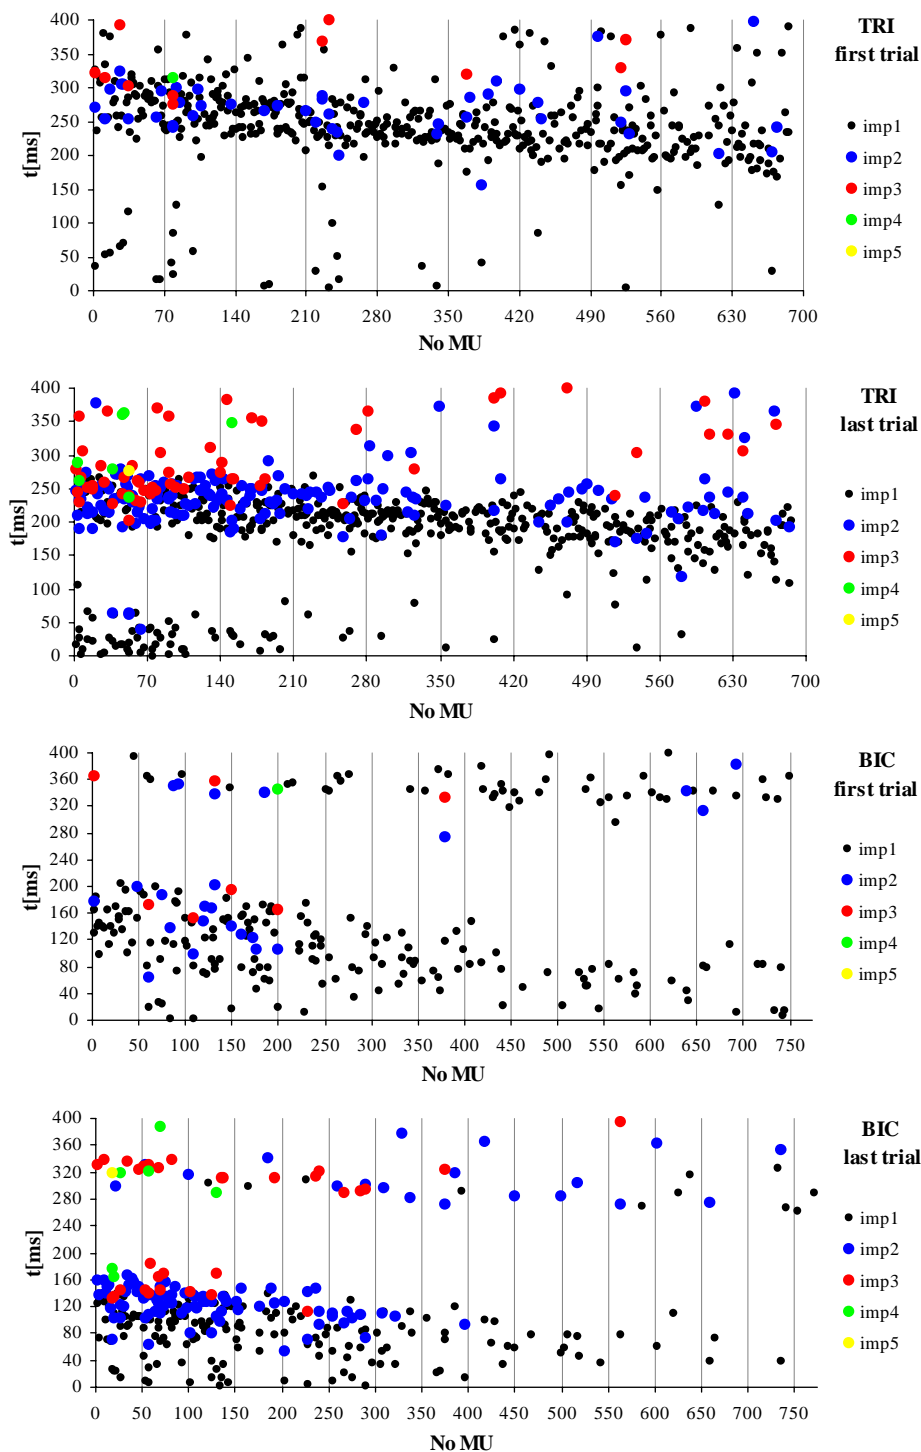 TRI
first trial
400
350
300
250
200
150
100
50
0
t[ms]
0 70 140 210 280 350 420 490 560 630 700
No MU
imp1
imp2
imp3
imp4
imp5
TRI
last trial
400
350
300
250
200
150
100
50
0
t[ms]
0 70 140 210 280 350 420 490 560 630 700
No MU
imp1
imp2
imp3
imp4
imp5
BIC
first trial
400
360
320
280
240
200
160
120
80
40
0
t[ms]
0 50 100 150 200 250 300 350 400 450 500 550 600 650 700 750
No MU
imp1
imp2
imp3
imp4
imp5
BIC
last trial
400
360
320
280
240
200
160
120
80
40
0
t[ms]
0 50 100 150 200 250 300 350 400 450 500 550 600 650 700 750
No MU
imp1
imp2
imp3
imp4
imp5